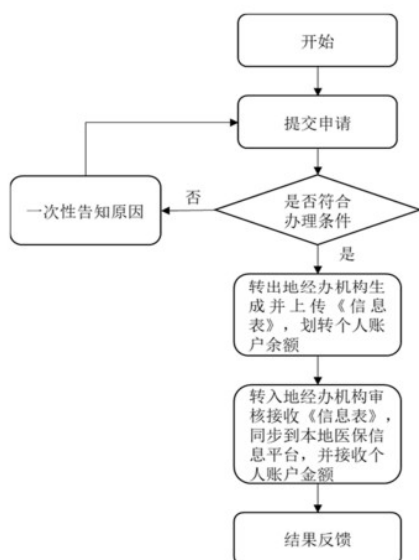 开始
提交申请
是否符合
办理条件
否
一次性告知原因
是
转出地经办机构生
成并上传《信息
表》，划转个人账
户余额
转入地经办机构审
核接收《信息表》，
同步到本地医保信
息平台，并接收个
人账户金额
结果反馈